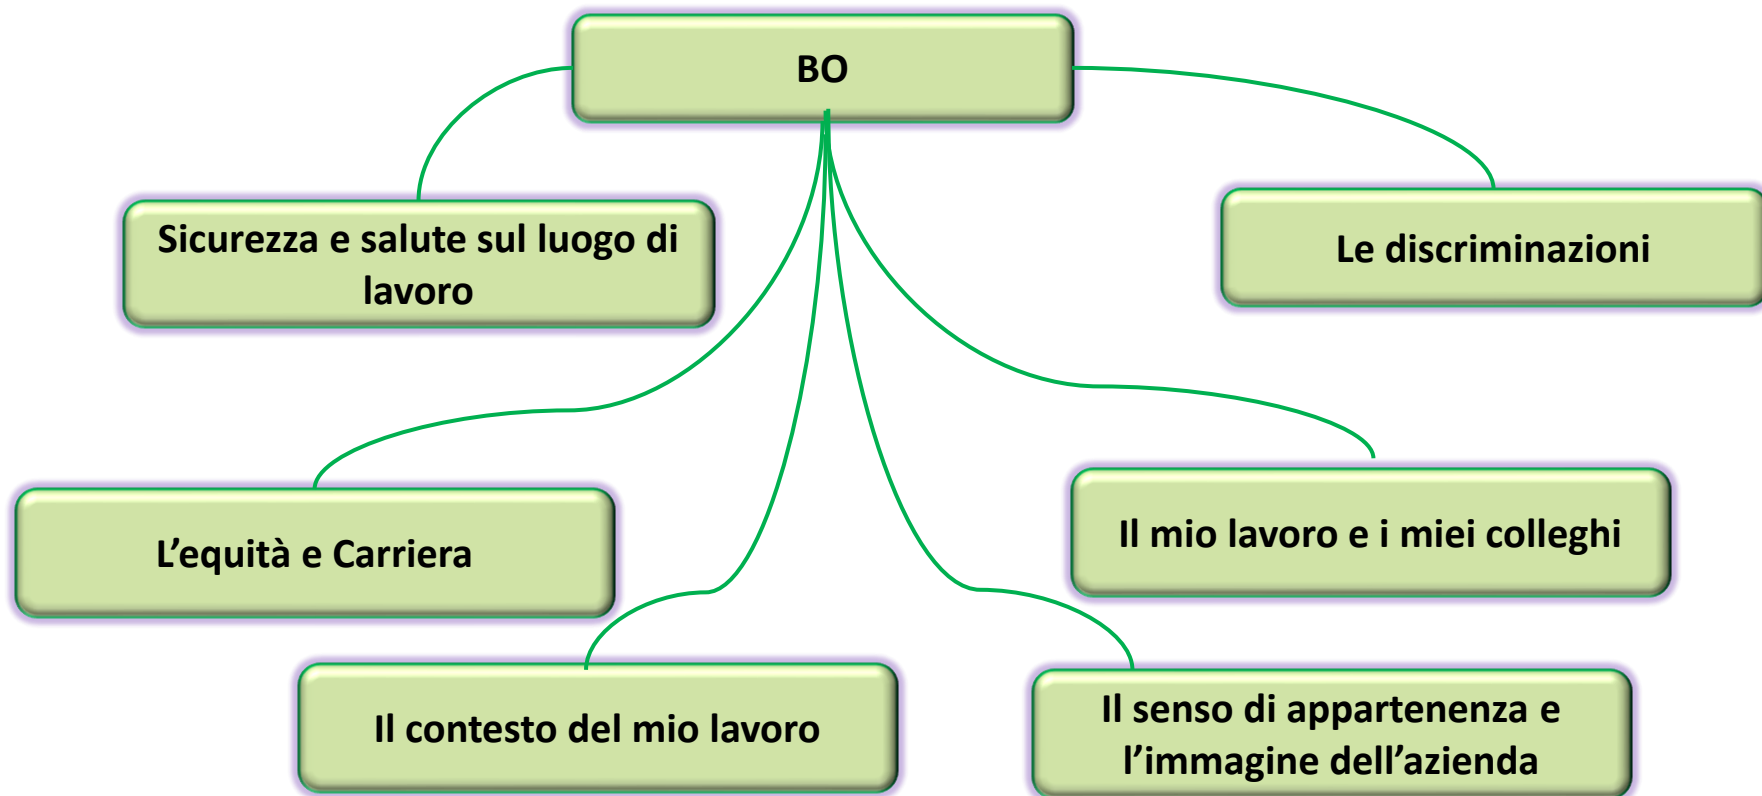 BO
Sicurezza e salute sul luogo di
lavoro
Le discriminazioni
L’equità e Carriera
Il mio lavoro e i miei colleghi
Il contesto del mio lavoro
Il senso di appartenenza e
l’immagine dell’azienda